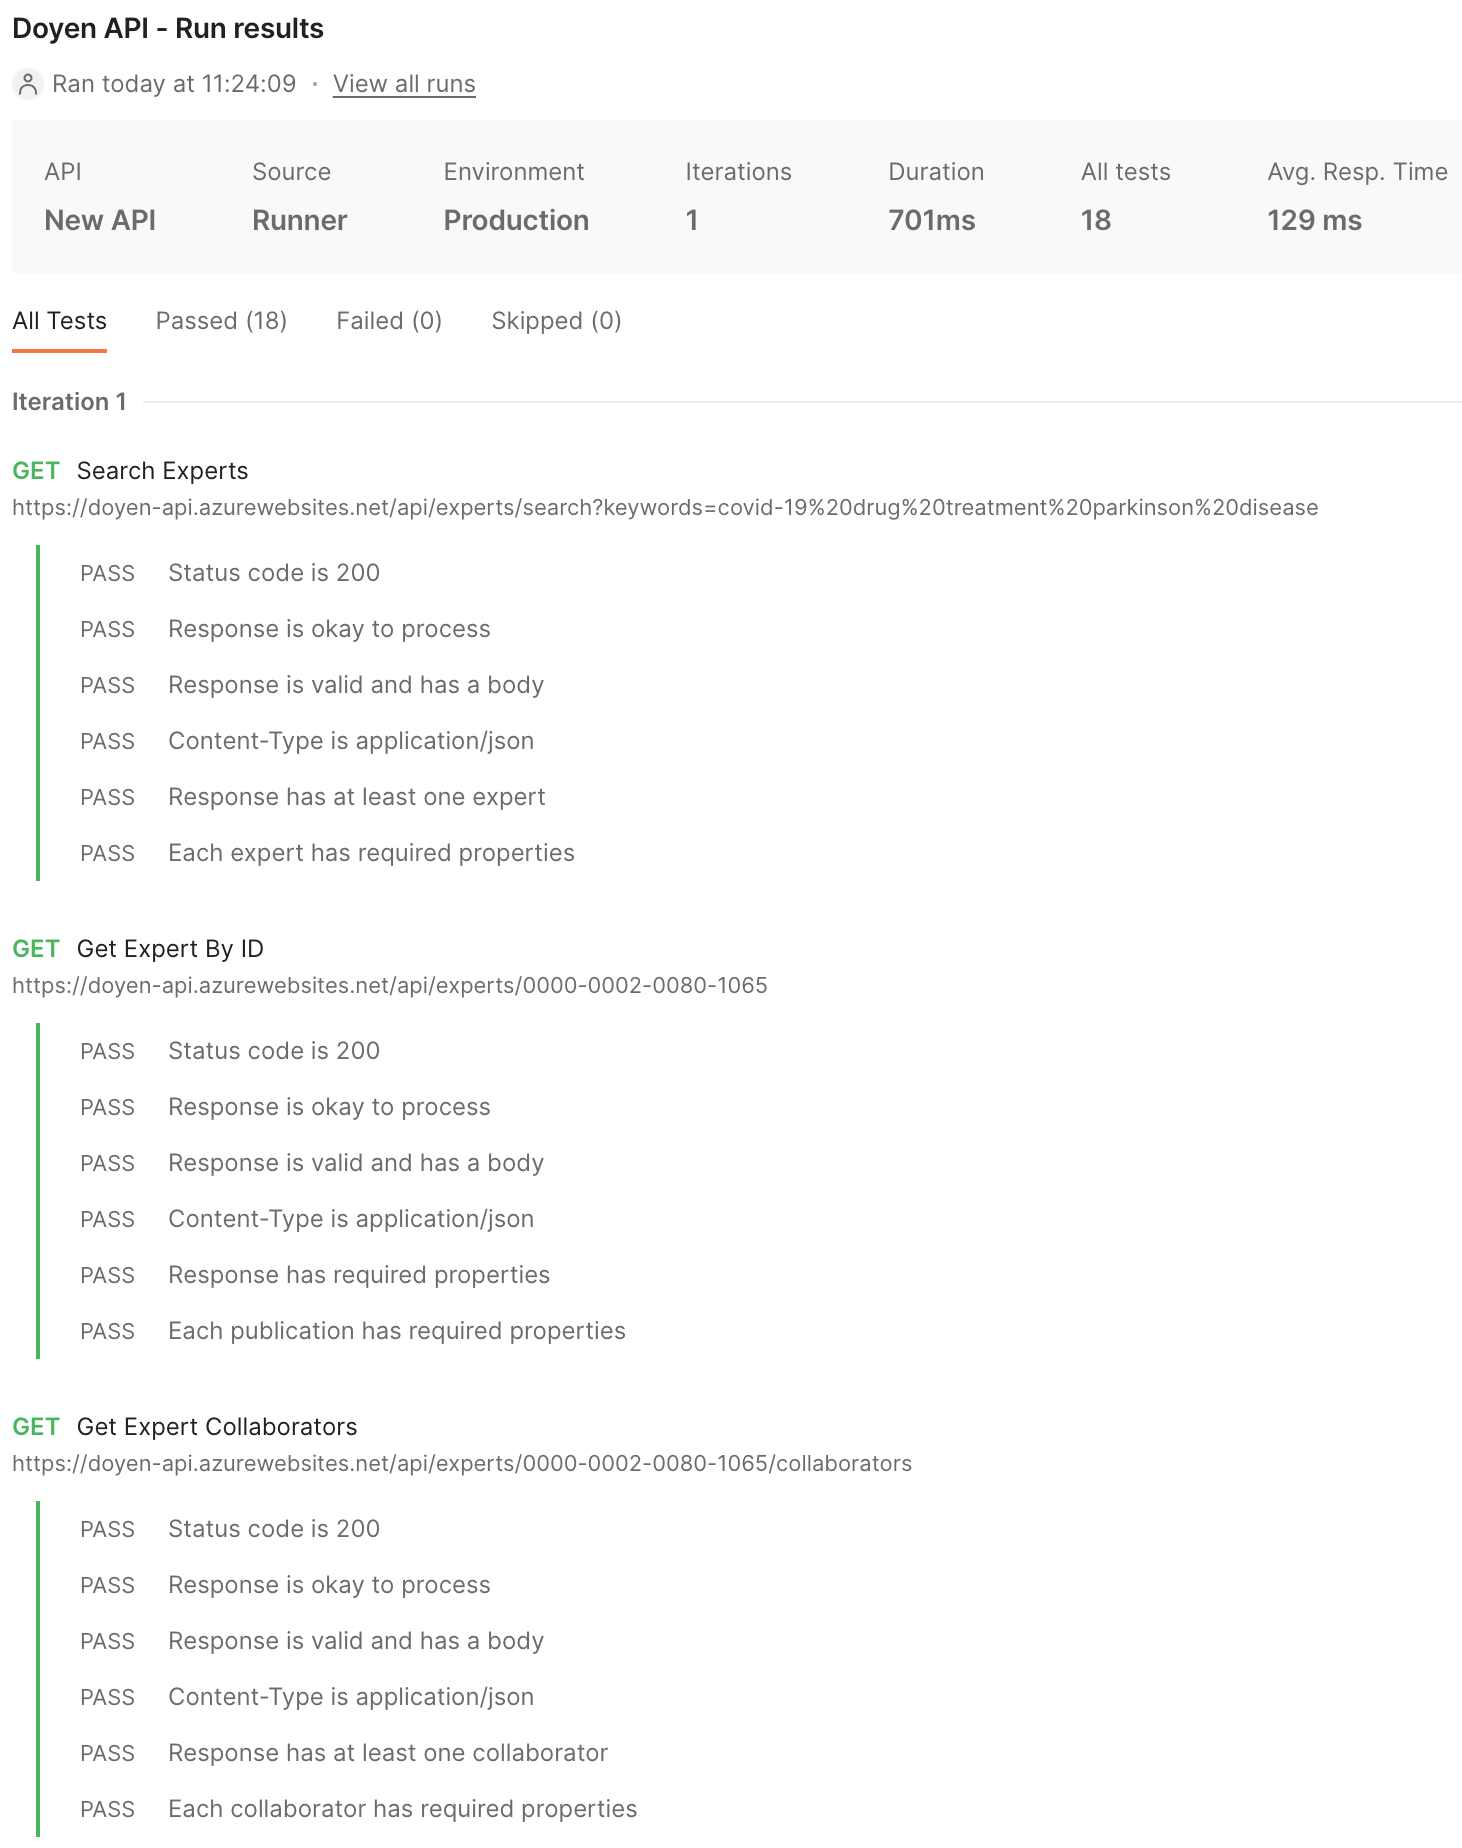 Doyen API - Run results
Ran today at 11:24:09 · View all runs
API Source Environment Iterations Duration All tests Avg. Resp. Time
New API Runner Production 1 701ms 18 129 ms
All Tests Passed (18) Failed (0) Skipped (0)
Iteration 1
GET Search Experts
https://doyen-api.azurewebsites.net/api/experts/search?keywords=covid-19%20drug%20treatment%20parkinson%20disease
PASS Status code is 200
PASS Response is okay to process
PASS Response is valid and has a body
PASS Content-Type is application/json
PASS Response has at least one expert
PASS Each expert has required properties
GET Get Expert By ID
https://doyen-api.azurewebsites.net/api/experts/0000-0002-0080-1065
PASS Status code is 200
PASS Response is okay to process
PASS Response is valid and has a body
PASS Content-Type is application/json
PASS Response has required properties
PASS Each publication has required properties
GET Get Expert Collaborators
https://doyen-api.azurewebsites.net/api/experts/0000-0002-0080-1065/collaborators
PASS Status code is 200
PASS Response is okay to process
PASS Response is valid and has a body
PASS Content-Type is application/json
PASS Response has at least one collaborator
PASS Each collaborator has required properties